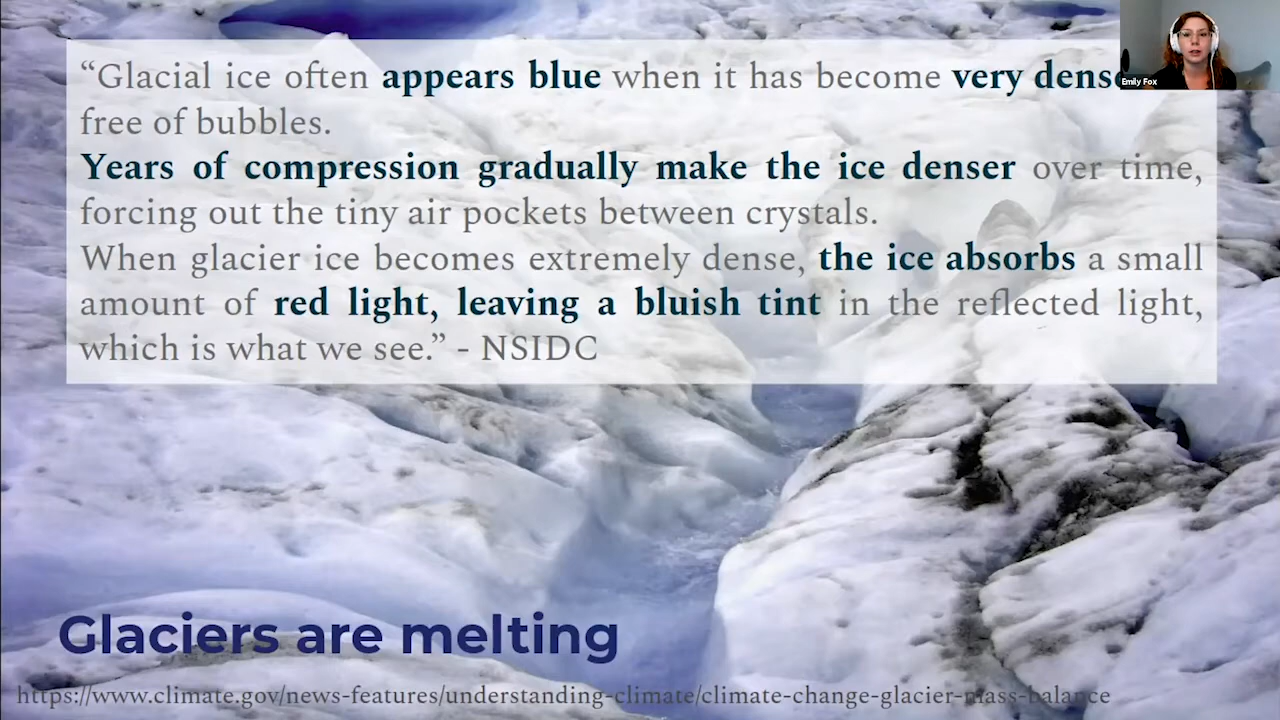 “Glacial ice often appears blue when it has become very dense
free of bubbles.
Years of compression gradually make the ice denser over time,
forcing out the tiny air pockets between crystals.
When glacier ice becomes extremely dense, the ice absorbs a small
amount of red light, leaving a bluish tint in the reflected light,
which is what we see.” - NSIDC
Emily Fox
Glaciers are melting
https://www.climate.gov/news-features/understanding-climate/climate-change-glacier-mass-balance